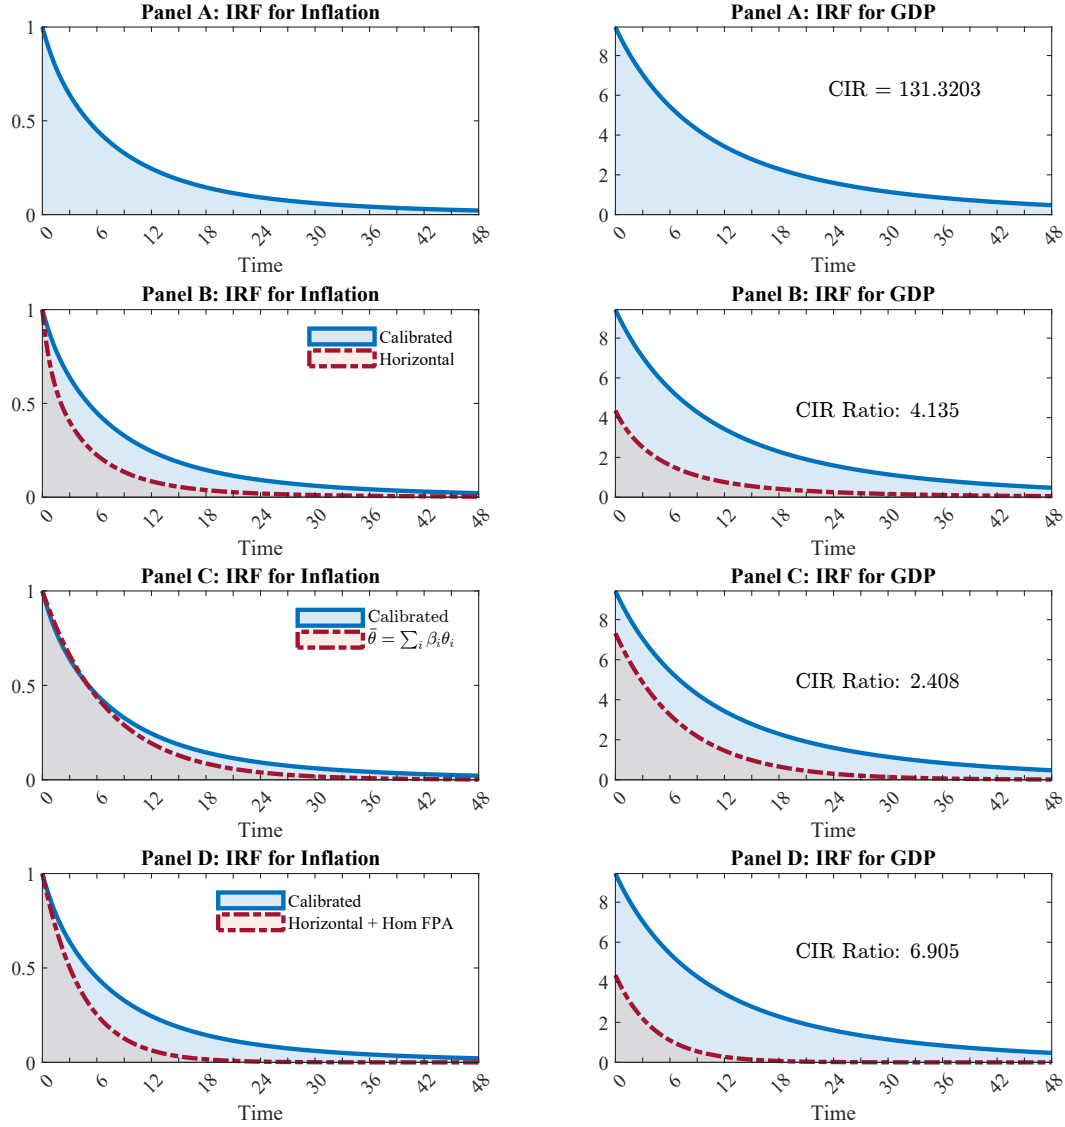 Panel A: IRF for Inflation
1
0.5
0
0 6 12 18 24 30 36 42 48
Time
Panel A: IRF for GDP
8
6
4
2
0
CIR = 131.3203
0 6 12 18 24 30 36 42 48
Time
Panel B: IRF for Inflation
1
0.5
0
Calibrated
Horizontal
0 6 12 18 24 30 36 42 48
Time
Panel B: IRF for GDP
8
6
4
2
0
CIR Ratio: 4.135
0 6 12 18 24 30 36 42 48
Time
Panel C: IRF for Inflation
1
0.5
0
Calibrated
θ̄ = ∑ᵢ βᵢθᵢ
0 6 12 18 24 30 36 42 48
Time
Panel C: IRF for GDP
8
6
4
2
0
CIR Ratio: 2.408
0 6 12 18 24 30 36 42 48
Time
Panel D: IRF for Inflation
1
0.5
0
Calibrated
Horizontal + Hom FPA
0 6 12 18 24 30 36 42 48
Time
Panel D: IRF for GDP
8
6
4
2
0
CIR Ratio: 6.905
0 6 12 18 24 30 36 42 48
Time